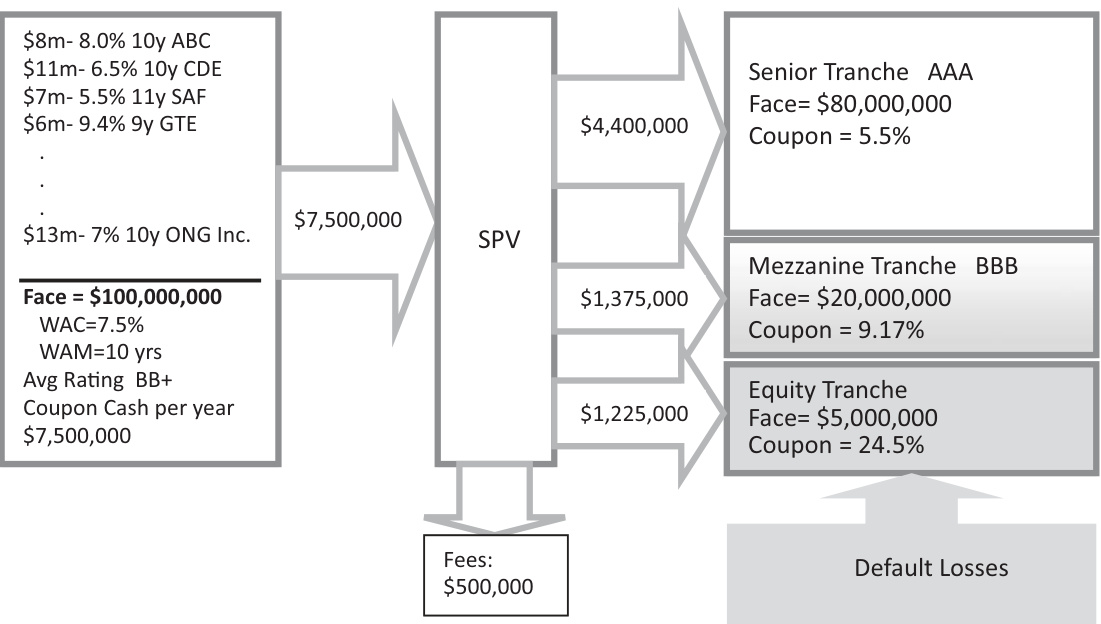 $8m- 8.0% 10y ABC
$11m- 6.5% 10y CDE
$7m- 5.5% 11y SAF
$6m- 9.4% 9y GTE
.
.
.
$13m- 7% 10y ONG Inc.
Face = $100,000,000
WAC=7.5%
WAM=10 yrs
Avg Rating BB+
Coupon Cash per year
$7,500,000
$7,500,000
SPV
Fees:
$500,000
$4,400,000
$1,375,000
$1,225,000
Senior Tranche AAA
Face= $80,000,000
Coupon = 5.5%
Mezzanine Tranche BBB
Face= $20,000,000
Coupon = 9.17%
Equity Tranche
Face= $5,000,000
Coupon = 24.5%
Default Losses